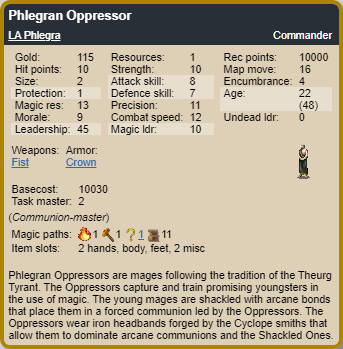 Phlegran Oppressor
LA Phlegra Commander
Gold: 115 Resources: 1 Rec points: 10000
Hit points: 10 Strength: 10 Map move: 16
Size: 2 Attack skill: 8 Encumbrance: 4
Protection: 1 Defence skill: 7 Age: 22
Magic res: 13 Precision: 11 (48)
Morale: 9 Combat speed: 12 Undead ldr: 0
Leadership: 45 Magic ldr: 10
Weapons: Armor:
Fist Crown
Basecost: 10030
Task master: 2
(Communion-master)
Magic paths: 1 1 ? 1 11
Item slots: 2 hands, body, feet, 2 misc
Phlegran Oppressors are mages following the tradition of the Theurg
Tyrant. The Oppressors capture and train promising youngsters in
the use of magic. The young mages are shackled with arcane bonds
that place them in a forced communion led by the Oppressors. The
Oppressors wear iron headbands forged by the Cyclope smiths that
allow them to dominate arcane communions and the Shackled Ones.